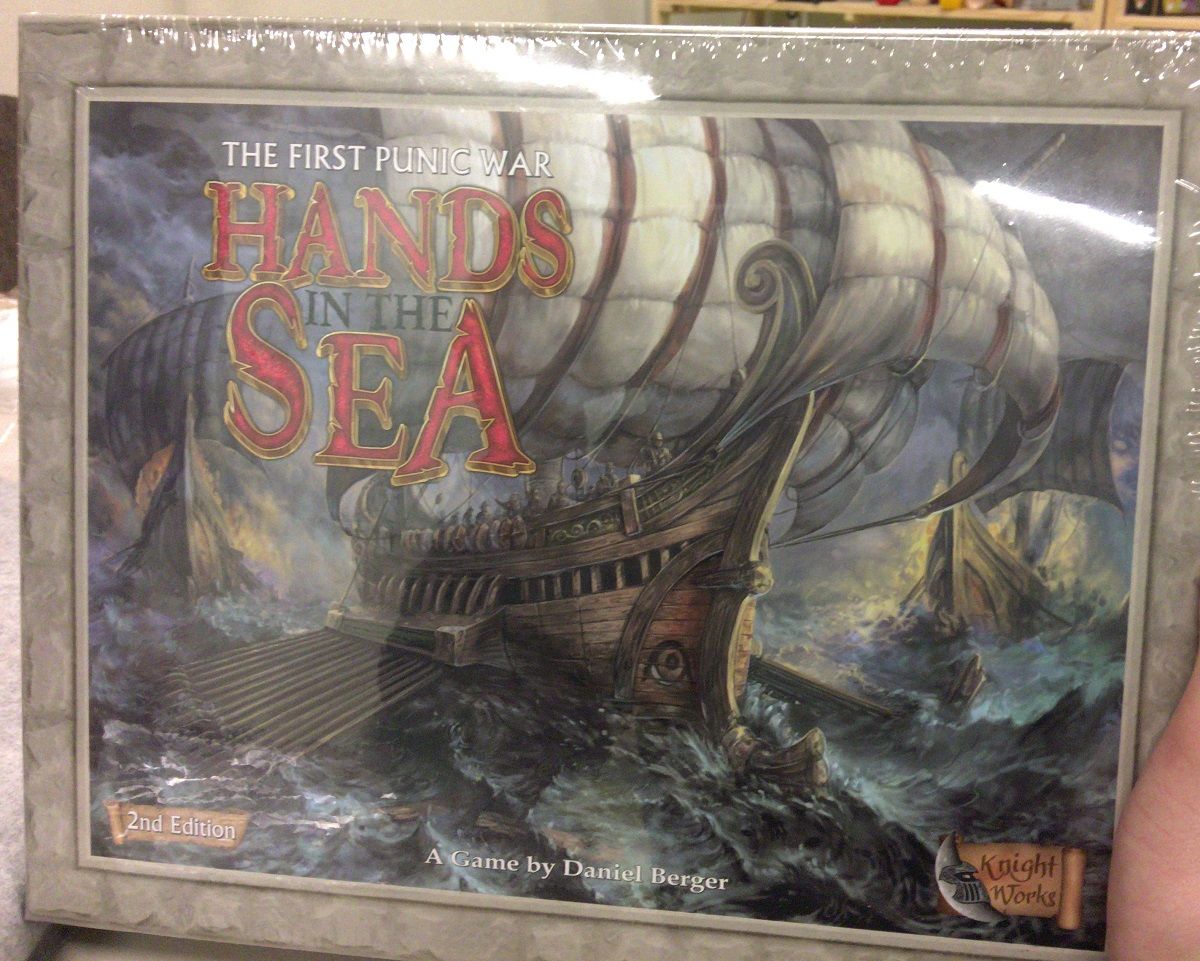 THE FIRST PUNIC WAR
HANDS
IN THE
SEA
2nd Edition
A Game by Daniel Berger
Knight
Works